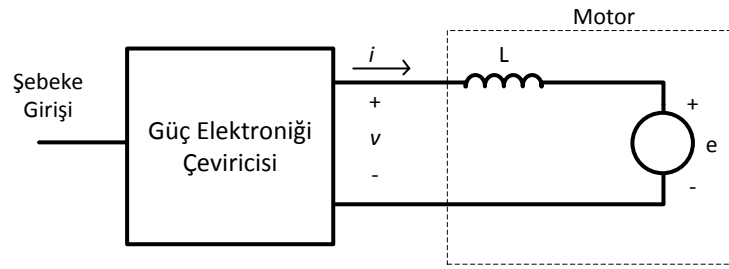 Motor
i
L
Şebeke
Girişi
Güç Elektroniği
Çeviricisi
+
v
-
+
e
-